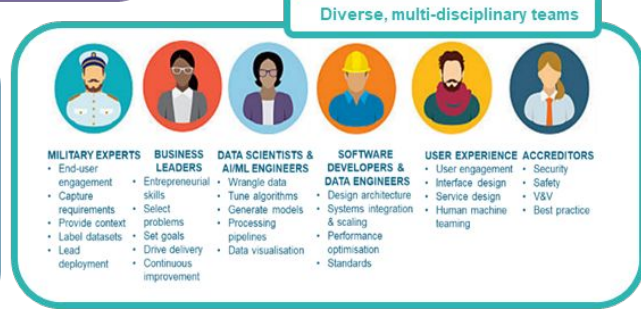 Diverse, multi-disciplinary teams
MILITARY EXPERTS
• End-user
engagement
• Capture
requirements
• Provide context
• Label datasets
• Lead
deployment
BUSINESS
LEADERS
• Entrepreneurial
skills
• Select
problems
• Set goals
• Drive delivery
• Continuous
improvement
DATA SCIENTISTS &
AI/ML ENGINEERS
• Wrangle data
• Tune algorithms
• Generate models
• Processing
pipelines
• Data visualisation
SOFTWARE
DEVELOPERS &
DATA ENGINEERS
• Design architecture
• Systems integration
& scaling
• Performance
optimisation
• Standards
USER EXPERIENCE
• User engagement
• Interface design
• Service design
• Human machine
teaming
ACCREDITORS
• Security
• Safety
• V&V
• Best practice